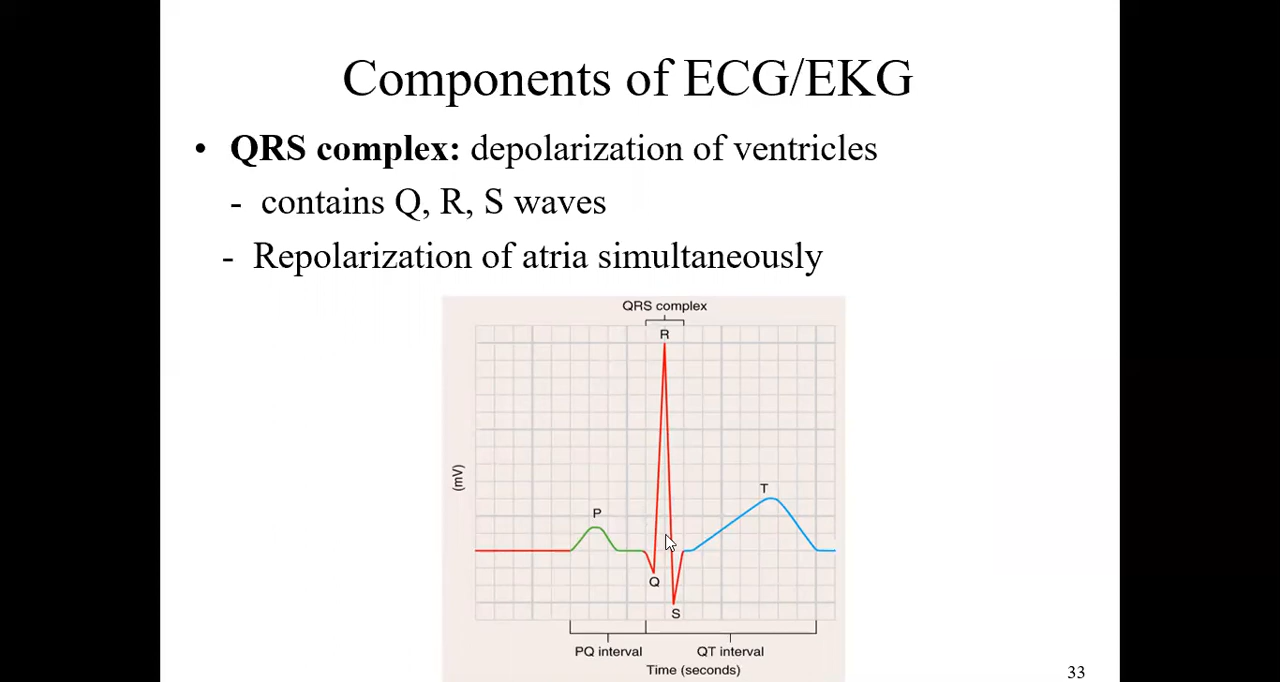 Components of ECG/EKG
• QRS complex: depolarization of ventricles
- contains Q, R, S waves
- Repolarization of atria simultaneously
QRS complex
R
T
P
(mV)
Q
S
PQ interval
QT interval
Time (seconds)
33